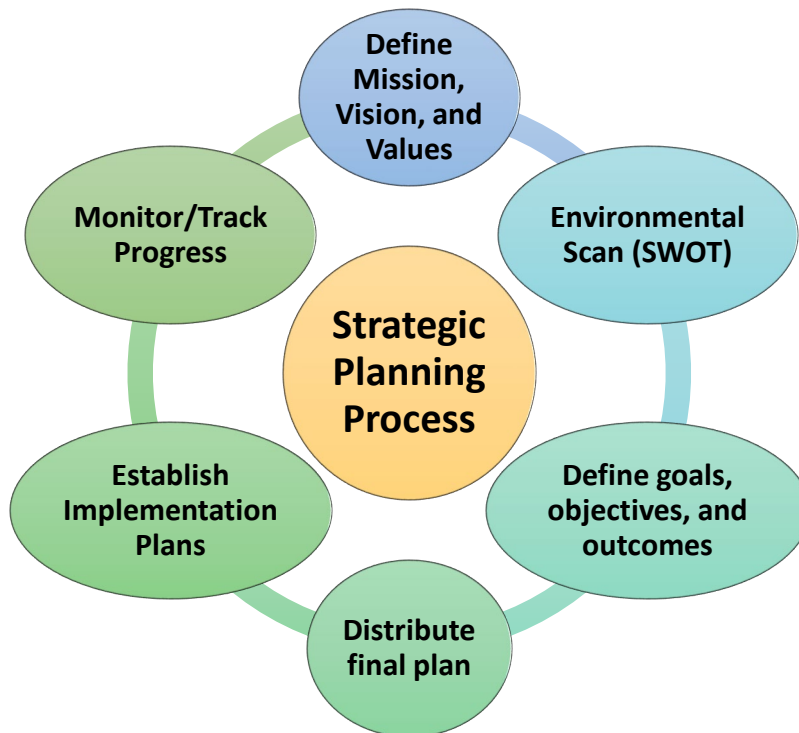 Define
Mission,
Vision, and
Values
Environmental
Scan (SWOT)
Define goals,
objectives, and
outcomes
Distribute
final plan
Establish
Implementation
Plans
Monitor/Track
Progress
Strategic
Planning
Process